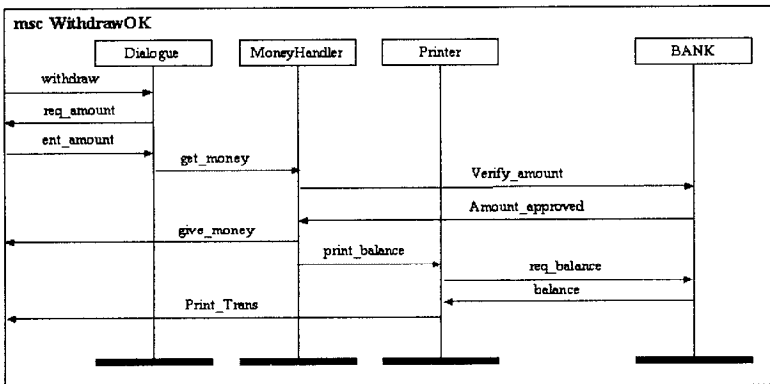 msc WithdrawOK
Dialogue
MoneyHandler
Printer
BANK
withdraw
req_amount
ent_amount
get_money
Verify_amount
Amount_approved
give_money
print_balance
req_balance
balance
Print_Trans